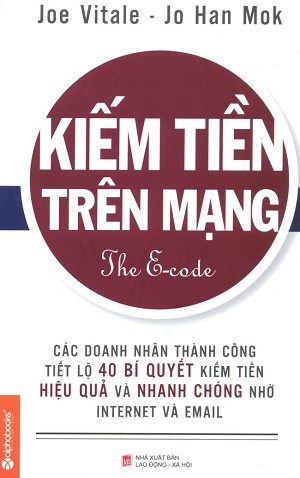 Joe Vitale - Jo Han Mok
KIẾM TIỀN
TRÊN MẠNG
The E-code
CÁC DOANH NHÂN THÀNH CÔNG
TIẾT LỘ 40 BÍ QUYẾT KIẾM TIỀN
HIỆU QUẢ VÀ NHANH CHÓNG NHỜ
INTERNET VÀ EMAIL
alphabooks
NHÀ XUẤT BẢN
LAO ĐỘNG - XÃ HỘI